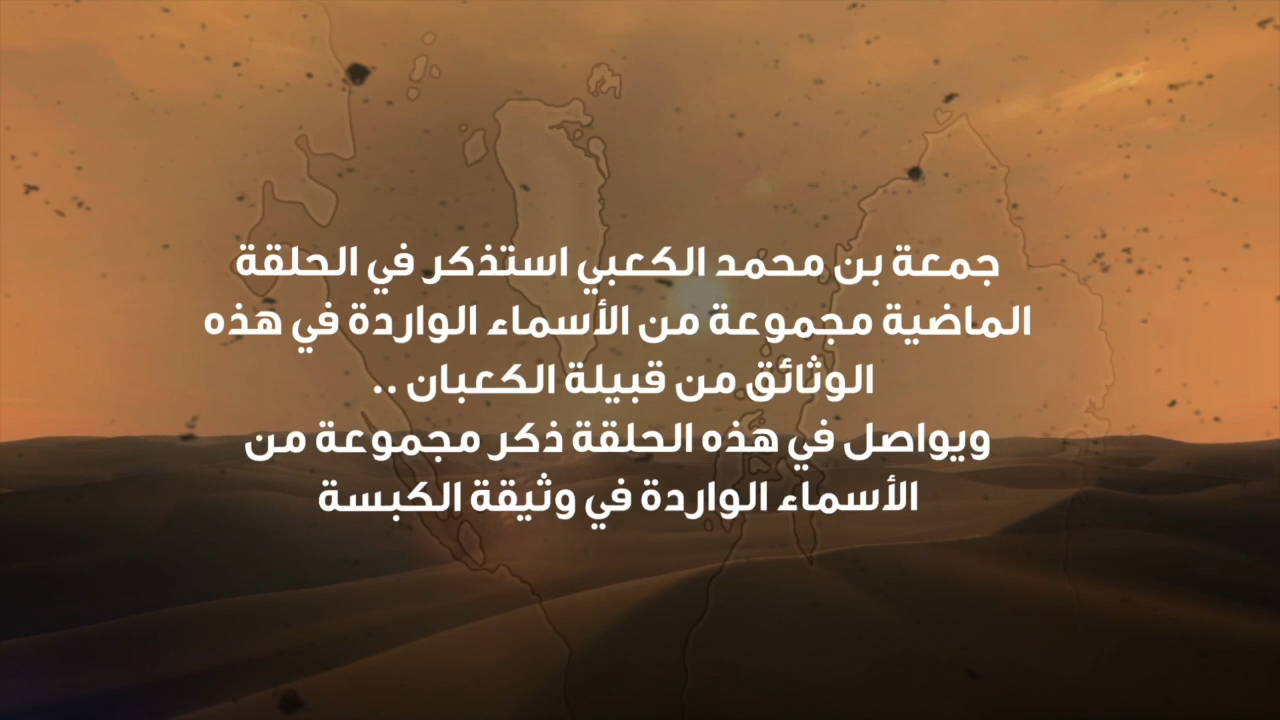 جمعة بن محمد الكعبي استذكر في الحلقة
الماضية مجموعة من الأسماء الواردة في هذه
الوثائق من قبيلة الكعبان ..
ويواصل في هذه الحلقة ذكر مجموعة من
الأسماء الواردة في وثيقة الكبسة